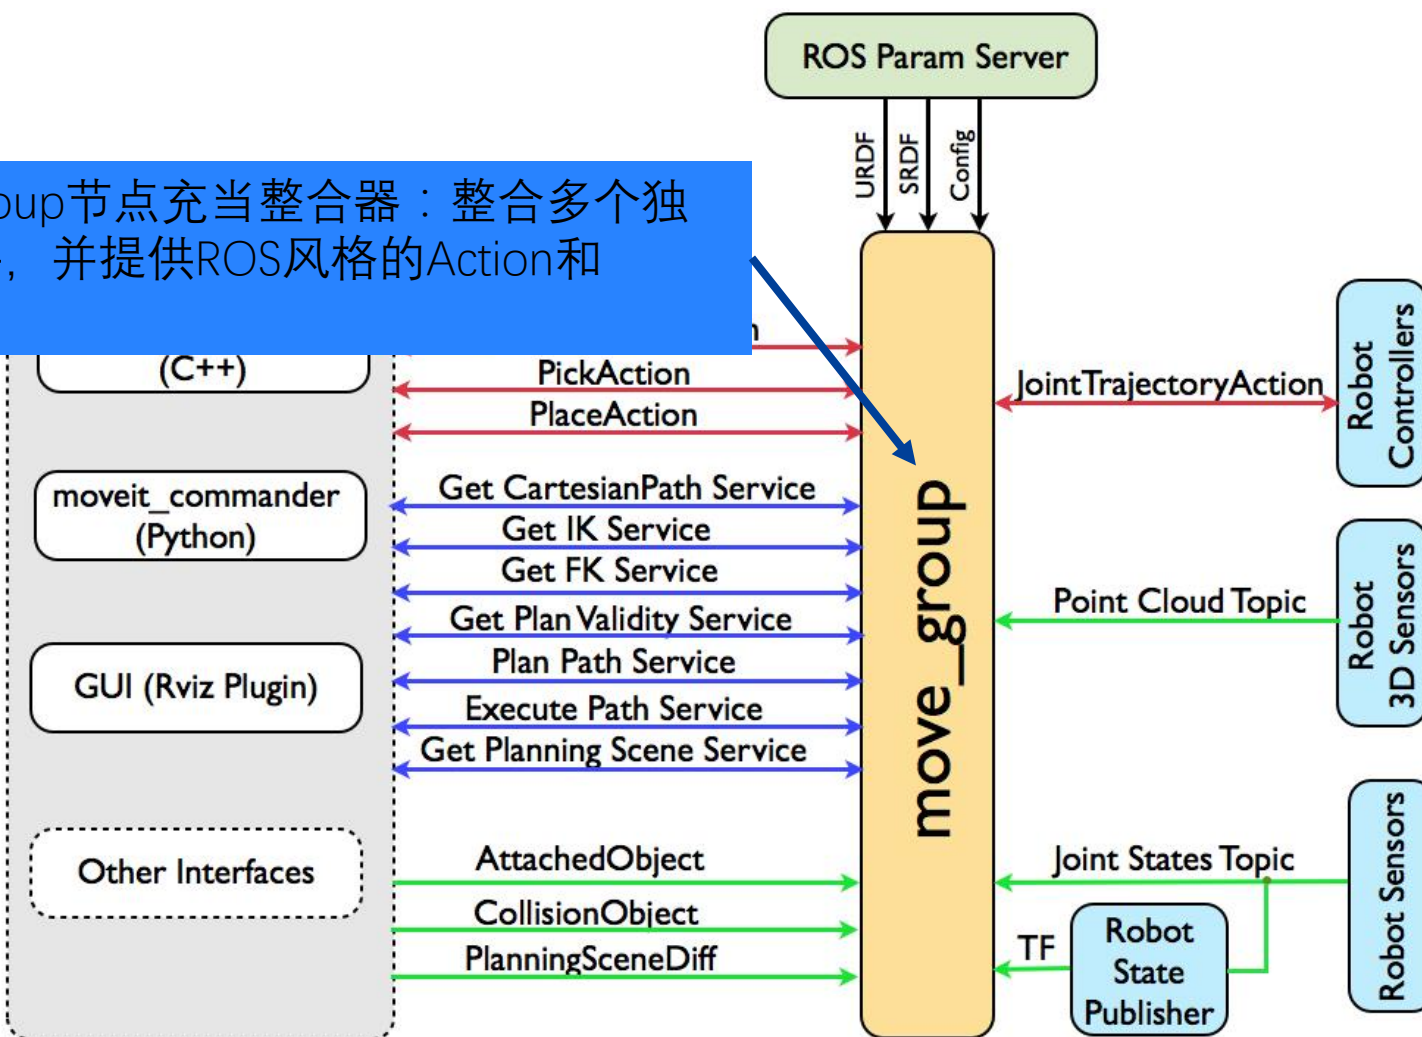 ROS Param Server
URDF
SRDF
Config
oup节点充当整合器：整合多个独
，并提供ROS风格的Action和
(C++)
PickAction
PlaceAction
JointTrajectoryAction
Robot
Controllers
moveit_commander
(Python)
Get CartesianPath Service
Get IK Service
Get FK Service
Get Plan Validity Service
Plan Path Service
Execute Path Service
Get Planning Scene Service
move_group
Point Cloud Topic
Robot
3D Sensors
GUI (Rviz Plugin)
Other Interfaces
AttachedObject
CollisionObject
PlanningSceneDiff
Joint States Topic
TF
Robot
State
Publisher
Robot Sensors